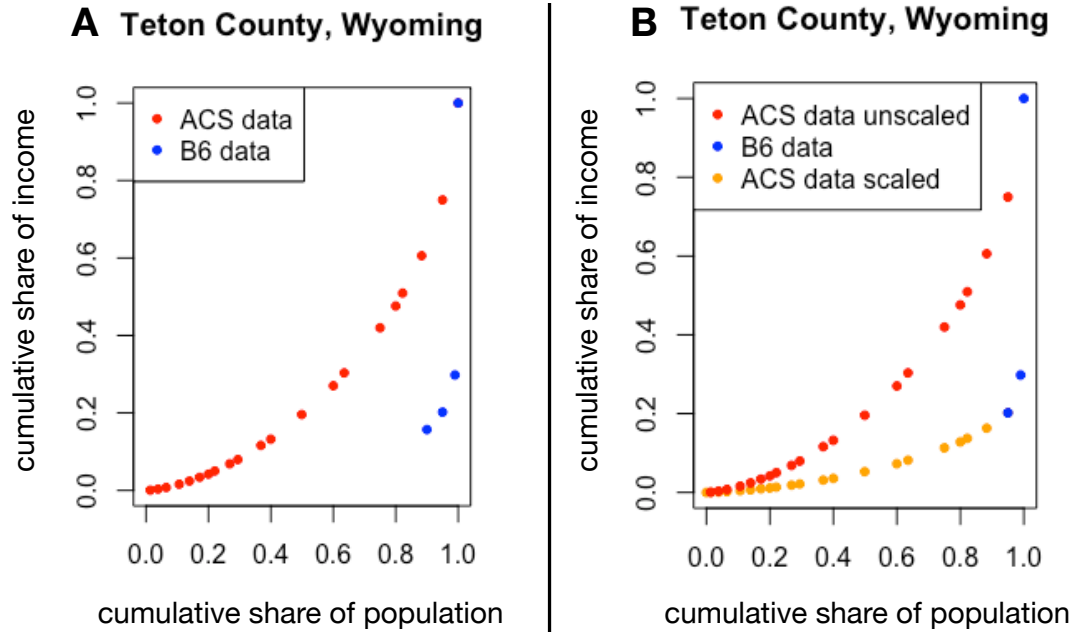 A Teton County, Wyoming
ACS data
B6 data
cumulative share of income
0.0 0.2 0.4 0.6 0.8 1.0
0.0 0.2 0.4 0.6 0.8 1.0
cumulative share of population
B Teton County, Wyoming
ACS data unscaled
B6 data
ACS data scaled
cumulative share of income
0.0 0.2 0.4 0.6 0.8 1.0
0.0 0.2 0.4 0.6 0.8 1.0
cumulative share of population